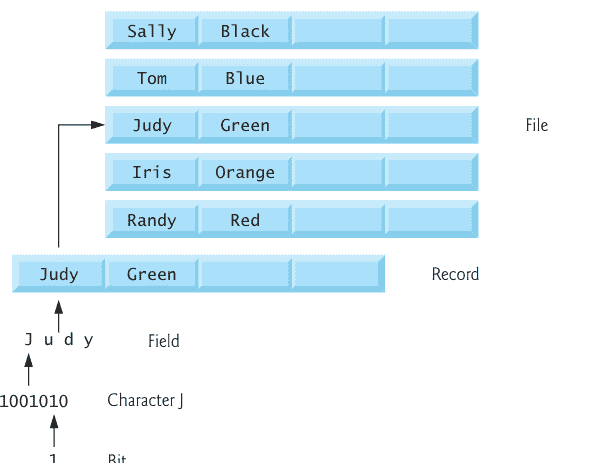 Sally Black
Tom Blue
Judy Green File
Iris Orange
Randy Red
Judy Green Record
J u d y Field
1001010 Character J
1 Bit